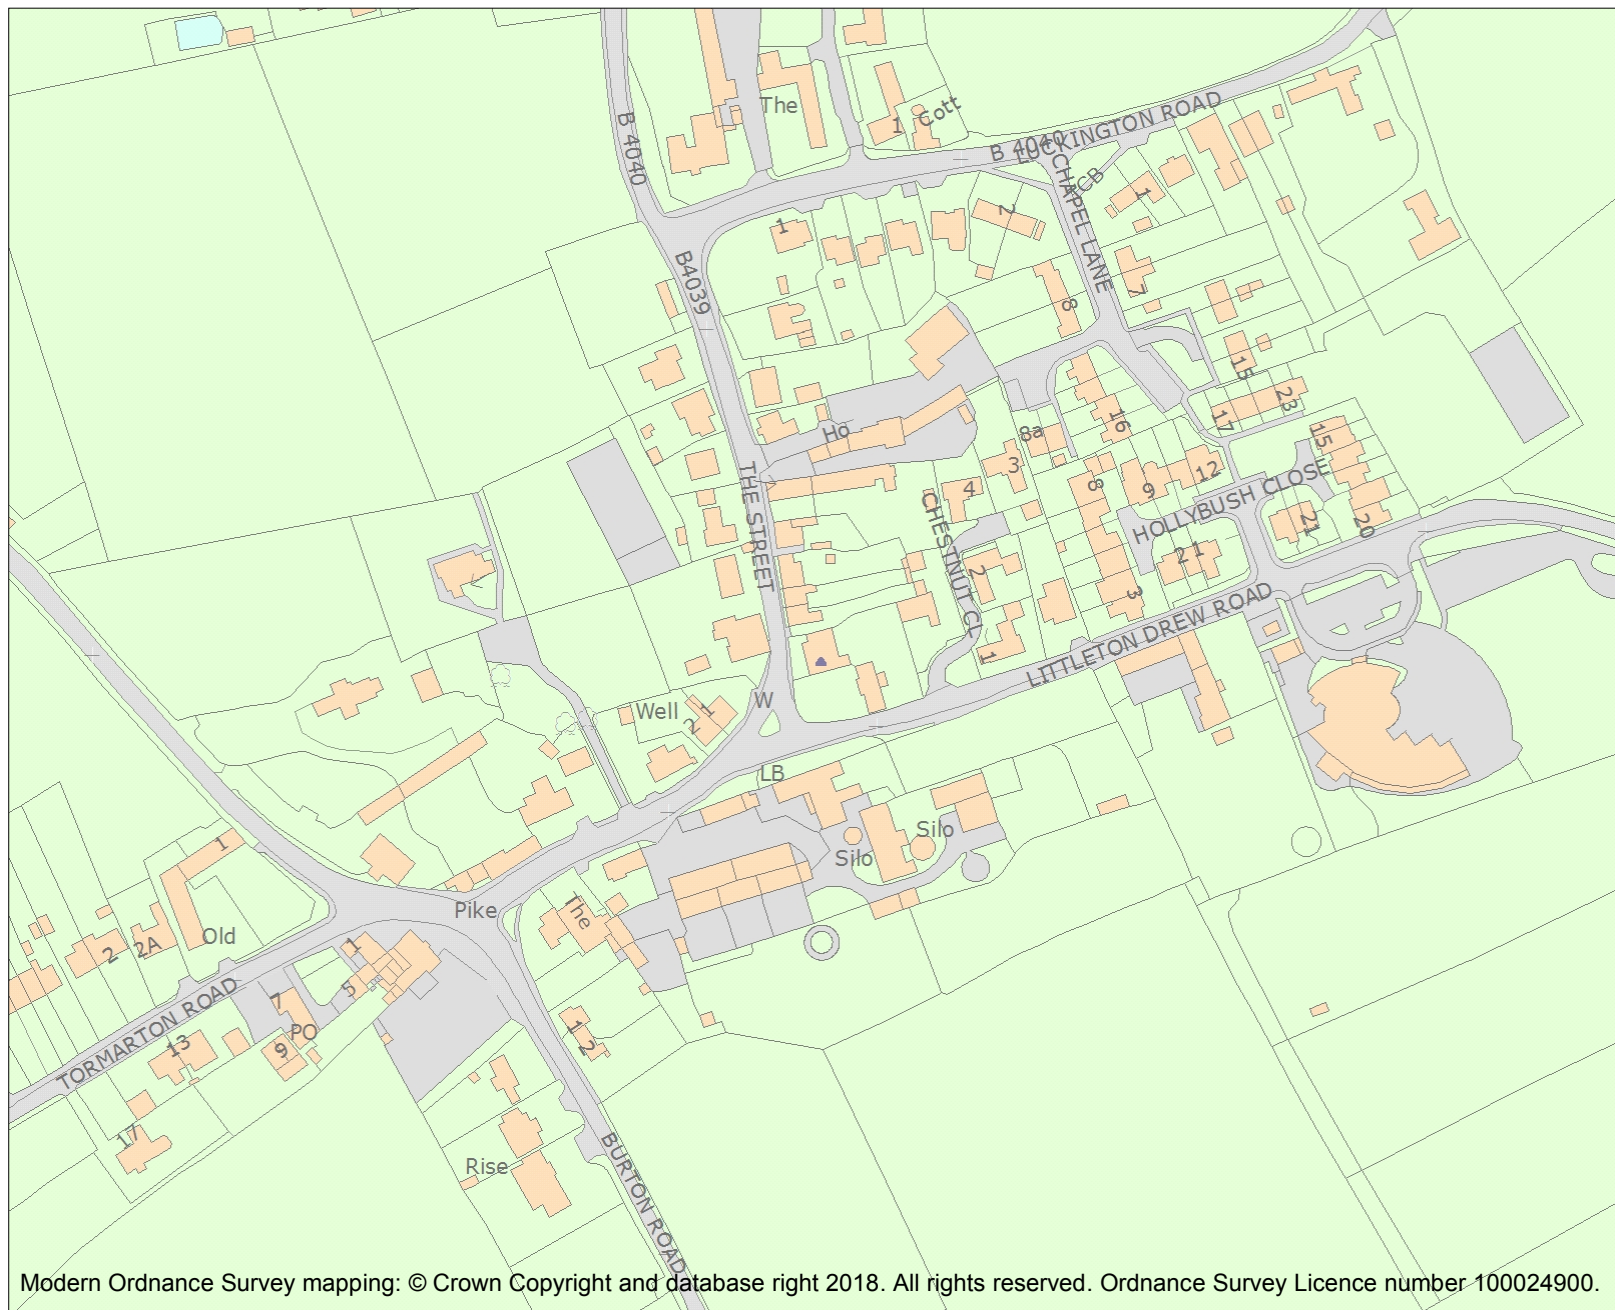 B 4040
The
1
Cott
B 4040
LUCKINGTON ROAD
CHAPEL LANE
TCB
1
2
1
B4039
7
8
15
23
17
16
15
Ho
8a
3
12
THE STREET
4
8
9
HOLLYBUSH CLOSE
21
20
CHESTNUT CL
2
2 1
3
1
LITTLETON DREW ROAD
W
Well
1
2
LB
Silo
Silo
1
Pike
The
Old
2
2A
1
5
7
PO
9
13
TORMARTON ROAD
17
1
2
Rise
BURTON ROAD
Modern Ordnance Survey mapping: © Crown Copyright and database right 2018. All rights reserved. Ordnance Survey Licence number 100024900.